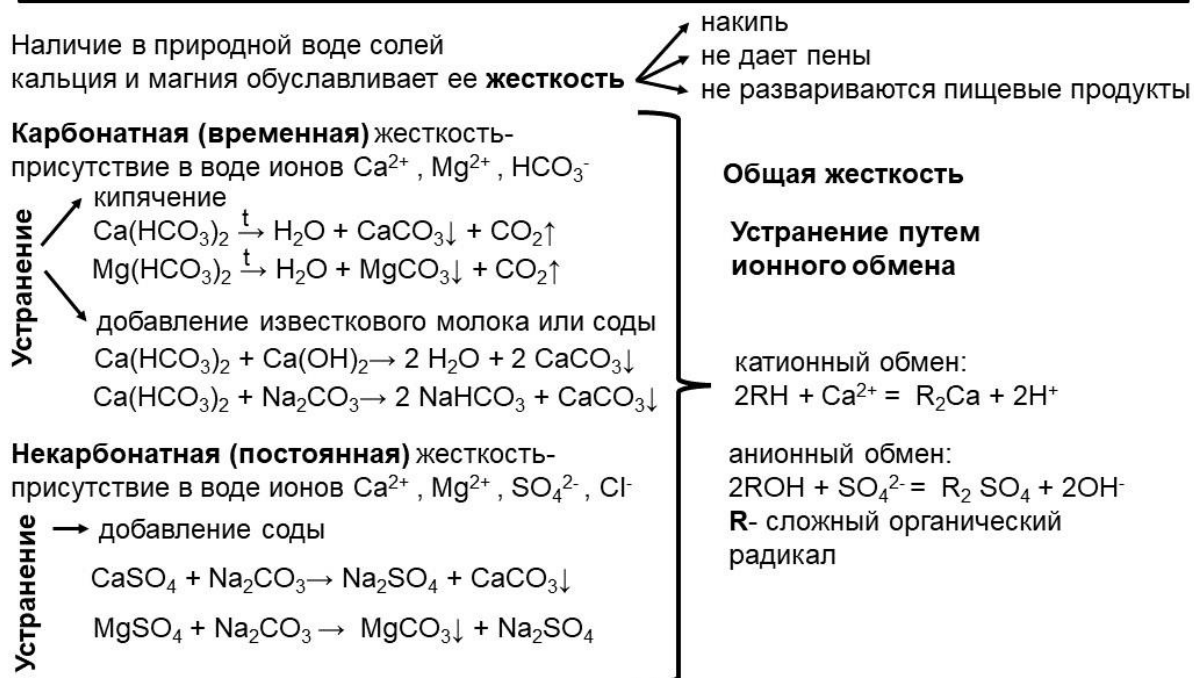 Наличие в природной воде солей
кальция и магния обуславливает ее жесткость
накипь
не дает пены
не развариваются пищевые продукты
Карбонатная (временная) жесткость-
присутствие в воде ионов Ca²⁺ , Mg²⁺ , HCO₃⁻
Устранение
кипячение
Ca(HCO₃)₂ →ᵗ H₂O + CaCO₃↓ + CO₂↑
Mg(HCO₃)₂ →ᵗ H₂O + MgCO₃↓ + CO₂↑
добавление известкового молока или соды
Ca(HCO₃)₂ + Ca(OH)₂→ 2 H₂O + 2 CaCO₃↓
Ca(HCO₃)₂ + Na₂CO₃→ 2 NaHCO₃ + CaCO₃↓
Некарбонатная (постоянная) жесткость-
присутствие в воде ионов Ca²⁺ , Mg²⁺ , SO₄²⁻ , Cl⁻
Устранение
добавление соды
CaSO₄ + Na₂CO₃→ Na₂SO₄ + CaCO₃↓
MgSO₄ + Na₂CO₃ → MgCO₃↓ + Na₂SO₄
Общая жесткость
Устранение путем
ионного обмена
катионный обмен:
2RH + Ca²⁺ = R₂Ca + 2H⁺
анионный обмен:
2ROH + SO₄²⁻ = R₂ SO₄ + 2OH⁻
R- сложный органический
радикал